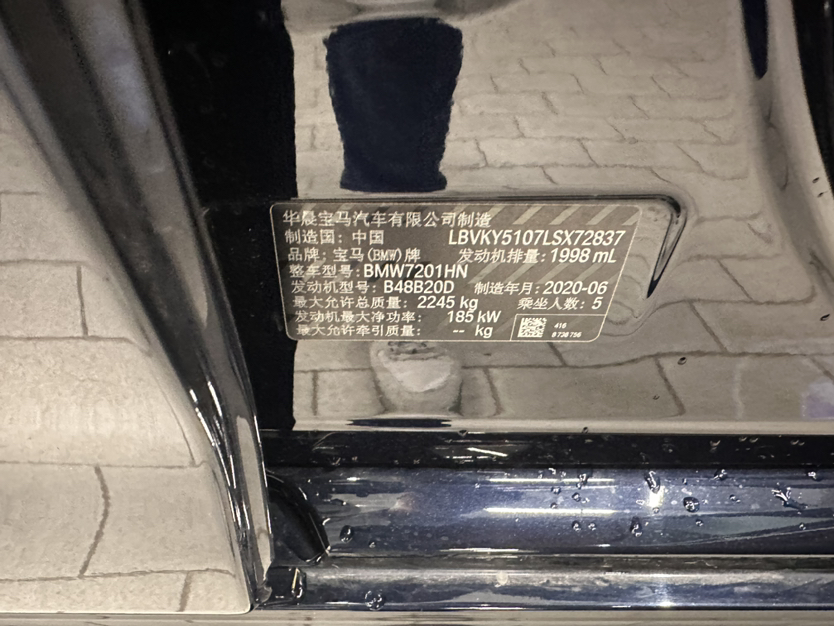 华晨宝马汽车有限公司制造
制造国: 中国 LBVKY5107LSX72837
品牌: 宝马(BMW)牌 发动机排量: 1998 mL
整车型号: BMW7201HN
发动机型号: B48B20D 制造年月: 2020-06
最大允许总质量: 2245 kg 乘坐人数: 5
发动机最大净功率: 185 kW
最大允许牵引质量: -- kg
416
8 738 756